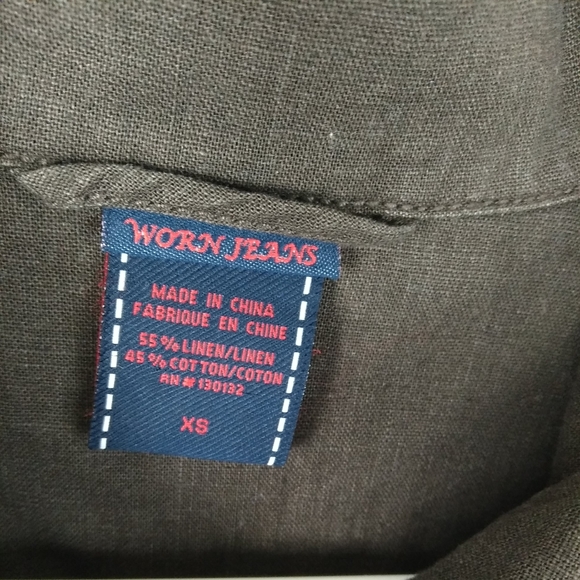 WORN JEANS
MADE IN CHINA
FABRIQUE EN CHINE
55% LINEN/LINEN
45% COTTON/COTON
RN # 130132
XS